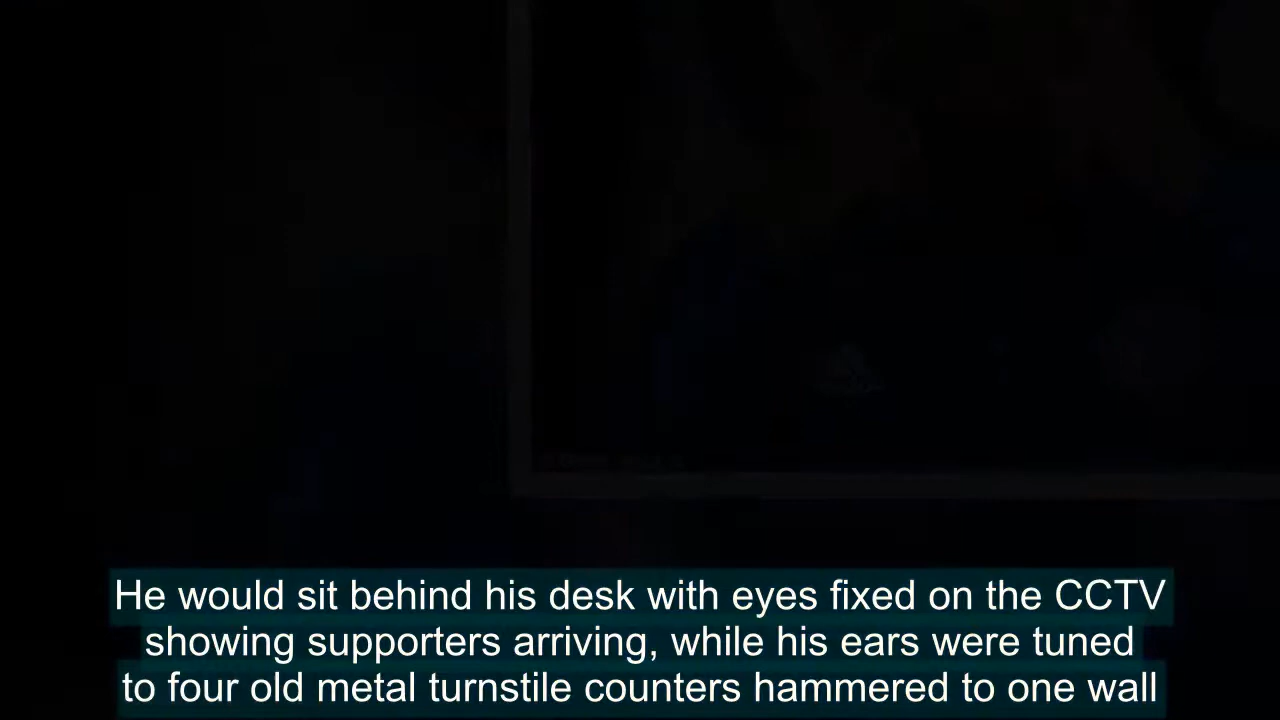 He would sit behind his desk with eyes fixed on the CCTV
showing supporters arriving, while his ears were tuned
to four old metal turnstile counters hammered to one wall